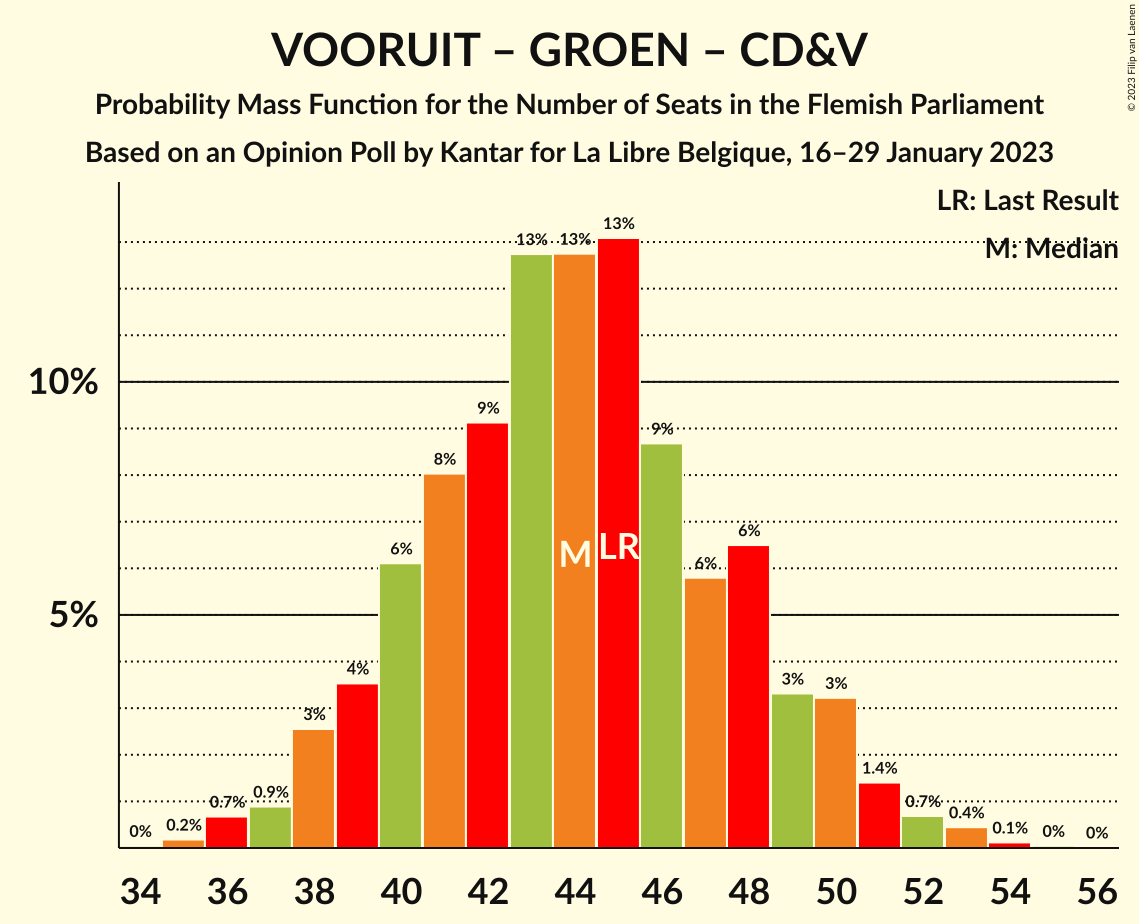 VOORUIT – GROEN – CD&V
Probability Mass Function for the Number of Seats in the Flemish Parliament
Based on an Opinion Poll by Kantar for La Libre Belgique, 16–29 January 2023
© 2023 Filip van Laenen
LR: Last Result
M: Median
10%
5%
0%
0.2%
0.7%
0.9%
3%
4%
6%
8%
9%
13%
13%
13%
9%
6%
6%
3%
3%
1.4%
0.7%
0.4%
0.1%
0%
0%
M
LR
34 36 38 40 42 44 46 48 50 52 54 56